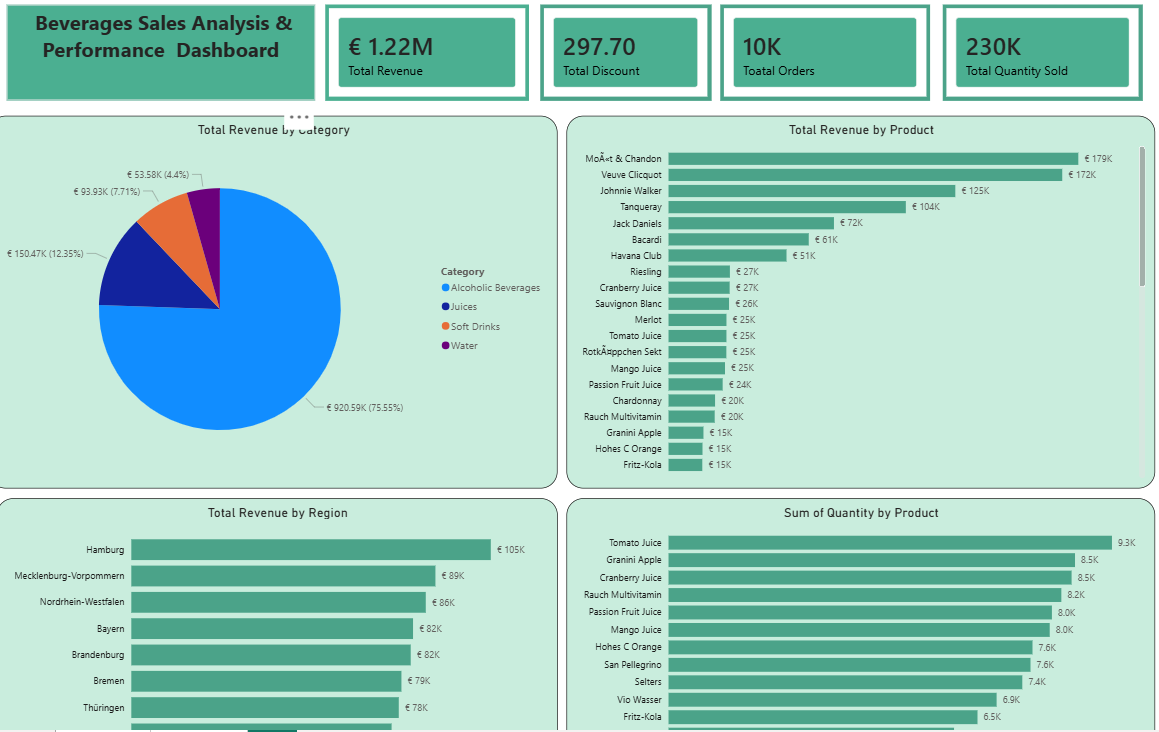 Beverages Sales Analysis &
Performance Dashboard
€ 1.22M
Total Revenue
297.70
Total Discount
10K
Toatal Orders
230K
Total Quantity Sold
Total Revenue by Category
€ 53.58K (4.4%)
€ 93.93K (7.71%)
€ 150.47K (12.35%)
€ 920.59K (75.55%)
Category
Alcoholic Beverages
Juices
Soft Drinks
Water
Total Revenue by Product
MoÃ«t & Chandon € 179K
Veuve Clicquot € 172K
Johnnie Walker € 125K
Tanqueray € 104K
Jack Daniels € 72K
Bacardi € 61K
Havana Club € 51K
Riesling € 27K
Cranberry Juice € 27K
Sauvignon Blanc € 26K
Merlot € 25K
Tomato Juice € 25K
RotkÃ¤ppchen Sekt € 25K
Mango Juice € 25K
Passion Fruit Juice € 24K
Chardonnay € 20K
Rauch Multivitamin € 20K
Granini Apple € 15K
Hohes C Orange € 15K
Fritz-Kola € 15K
Total Revenue by Region
Hamburg € 105K
Mecklenburg-Vorpommern € 89K
Nordrhein-Westfalen € 86K
Bayern € 82K
Brandenburg € 82K
Bremen € 79K
Thüringen € 78K
Sum of Quantity by Product
Tomato Juice 9.3K
Granini Apple 8.5K
Cranberry Juice 8.5K
Rauch Multivitamin 8.2K
Passion Fruit Juice 8.0K
Mango Juice 8.0K
Hohes C Orange 7.6K
San Pellegrino 7.6K
Selters 7.4K
Vio Wasser 6.9K
Fritz-Kola 6.5K